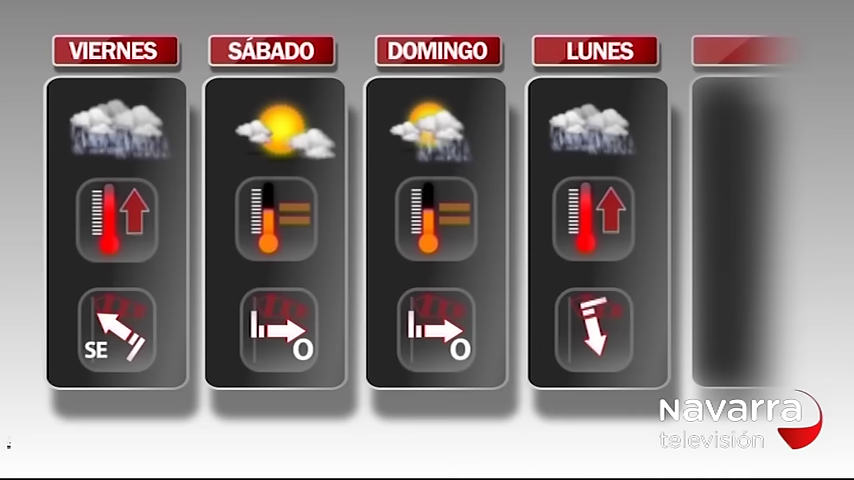 VIERNES
SÁBADO
DOMINGO
LUNES
SE
O
O
Navarra
televisión